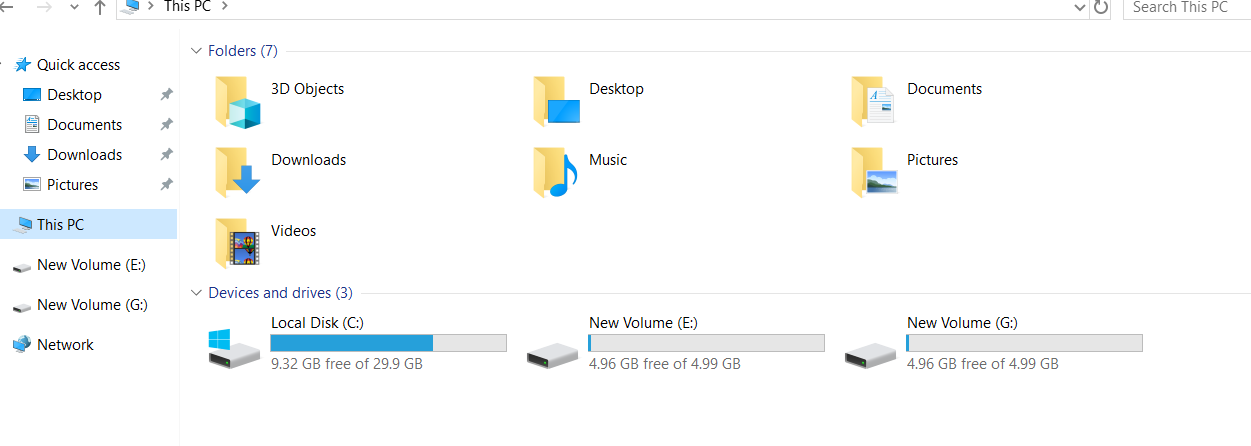 This PC
Search This PC
Quick access
Desktop
Documents
Downloads
Pictures
This PC
New Volume (E:)
New Volume (G:)
Network
Folders (7)
3D Objects
Desktop
Documents
Downloads
Music
Pictures
Videos
Devices and drives (3)
Local Disk (C:)
9.32 GB free of 29.9 GB
New Volume (E:)
4.96 GB free of 4.99 GB
New Volume (G:)
4.96 GB free of 4.99 GB